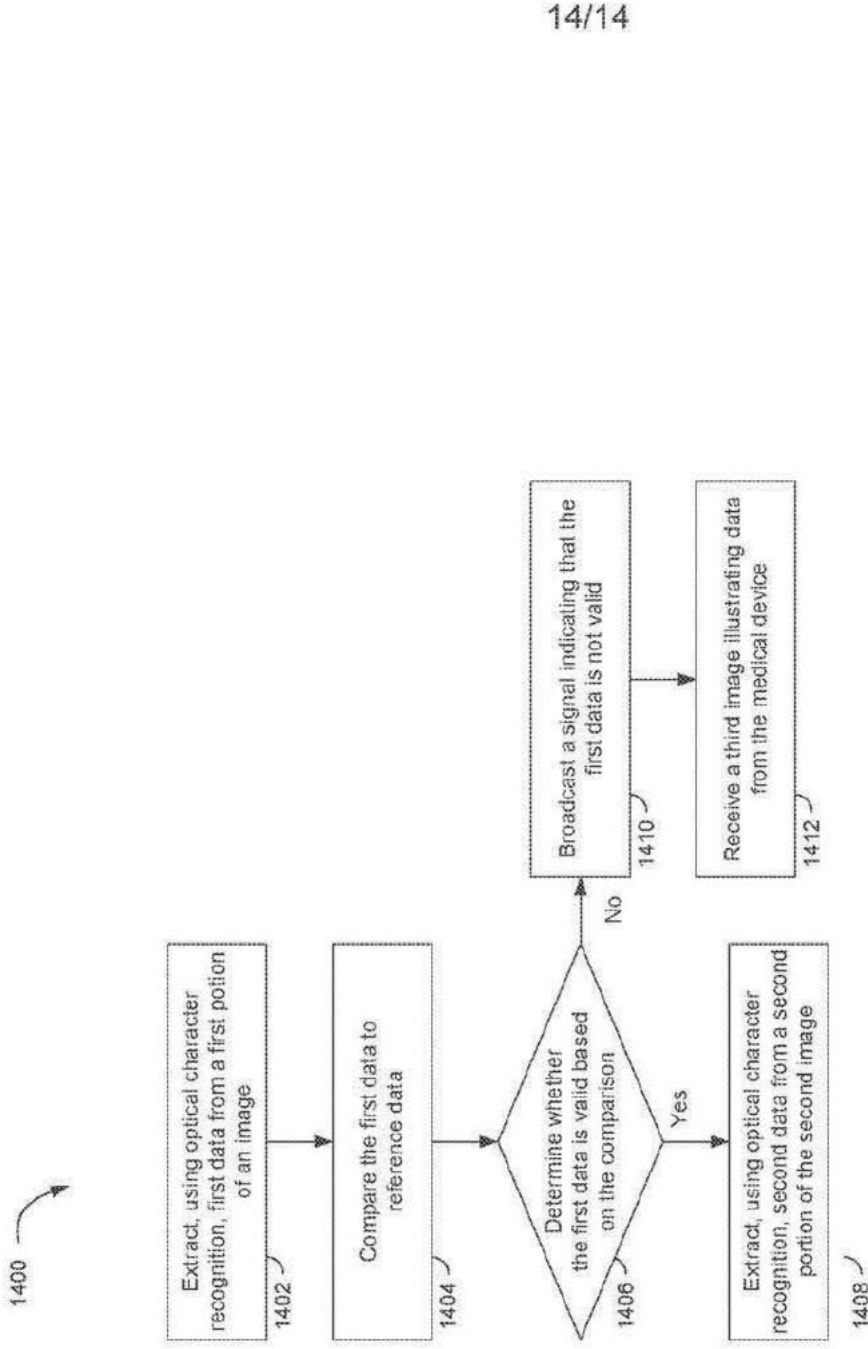 14/14
1400
Extract, using optical character
recognition, first data from a first potion
of an image
1402
Compare the first data to
reference data
1404
Determine whether
the first data is valid based
on the comparison
1406
No
Yes
Broadcast a signal indicating that the
first data is not valid
1410
Receive a third image illustrating data
from the medical device
1412
Extract, using optical character
recognition, second data from a second
portion of the second image
1408